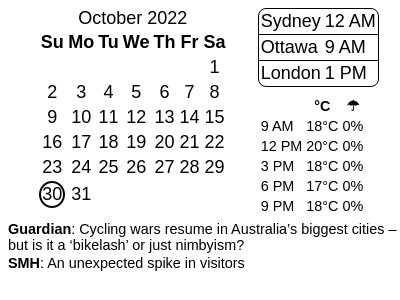 October 2022
Su Mo Tu We Th Fr Sa
1
2 3 4 5 6 7 8
9 10 11 12 13 14 15
16 17 18 19 20 21 22
23 24 25 26 27 28 29
30 31
Sydney 12 AM
Ottawa 9 AM
London 1 PM
°C ☂
9 AM 18°C 0%
12 PM 20°C 0%
3 PM 18°C 0%
6 PM 17°C 0%
9 PM 18°C 0%
Guardian: Cycling wars resume in Australia’s biggest cities –
but is it a ‘bikelash’ or just nimbyism?
SMH: An unexpected spike in visitors